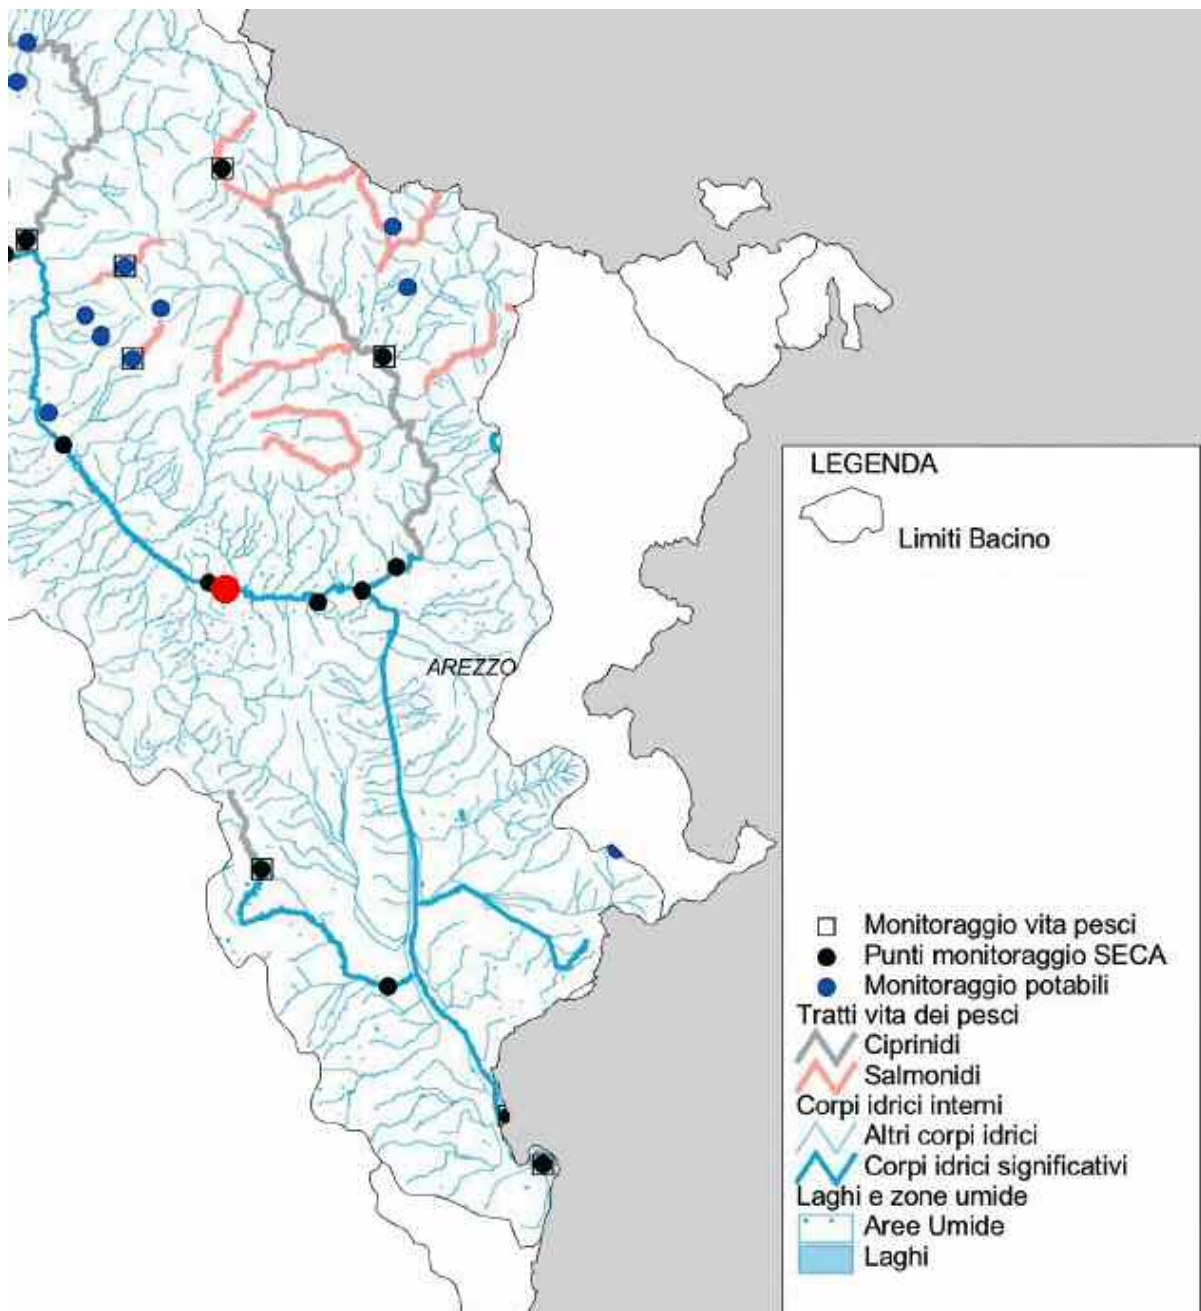 LEGENDA
Limiti Bacino
AREZZO
Monitoraggio vita pesci
Punti monitoraggio SECA
Monitoraggio potabili
Tratti vita dei pesci
Ciprinidi
Salmonidi
Corpi idrici interni
Altri corpi idrici
Corpi idrici significativi
Laghi e zone umide
Aree Umide
Laghi